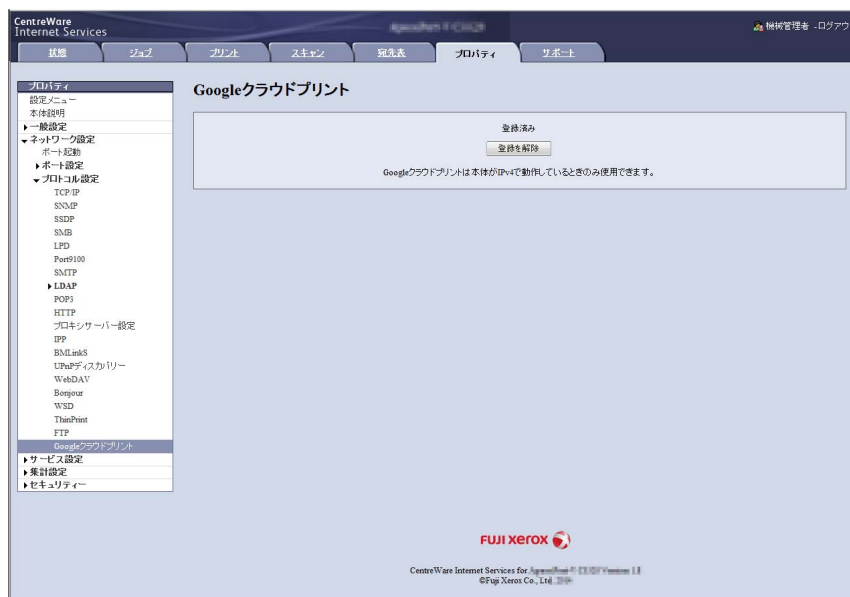 CentreWare
Internet Services
機械管理者 -ログアウ
状態
ジョブ
プリント
スキャン
宛先表
プロパティ
サポート
プロパティ
設定メニュー
本体説明
一般設定
ネットワーク設定
ポート起動
ポート設定
プロトコル設定
TCP/IP
SNMP
SSDP
SMB
LPD
Port9100
SMTP
LDAP
POP3
HTTP
プロキシサーバー設定
IPP
BMLinkS
UPnPディスカバリー
WebDAV
Bonjour
WSD
ThinPrint
FTP
Googleクラウドプリント
サービス設定
集計設定
セキュリティー
Googleクラウドプリント
登録済み
登録を解除
Googleクラウドプリントは本体がIPv4で動作しているときのみ使用できます。
FUJI XEROX
CentreWare Internet Services for
©Fuji Xerox Co., Ltd.